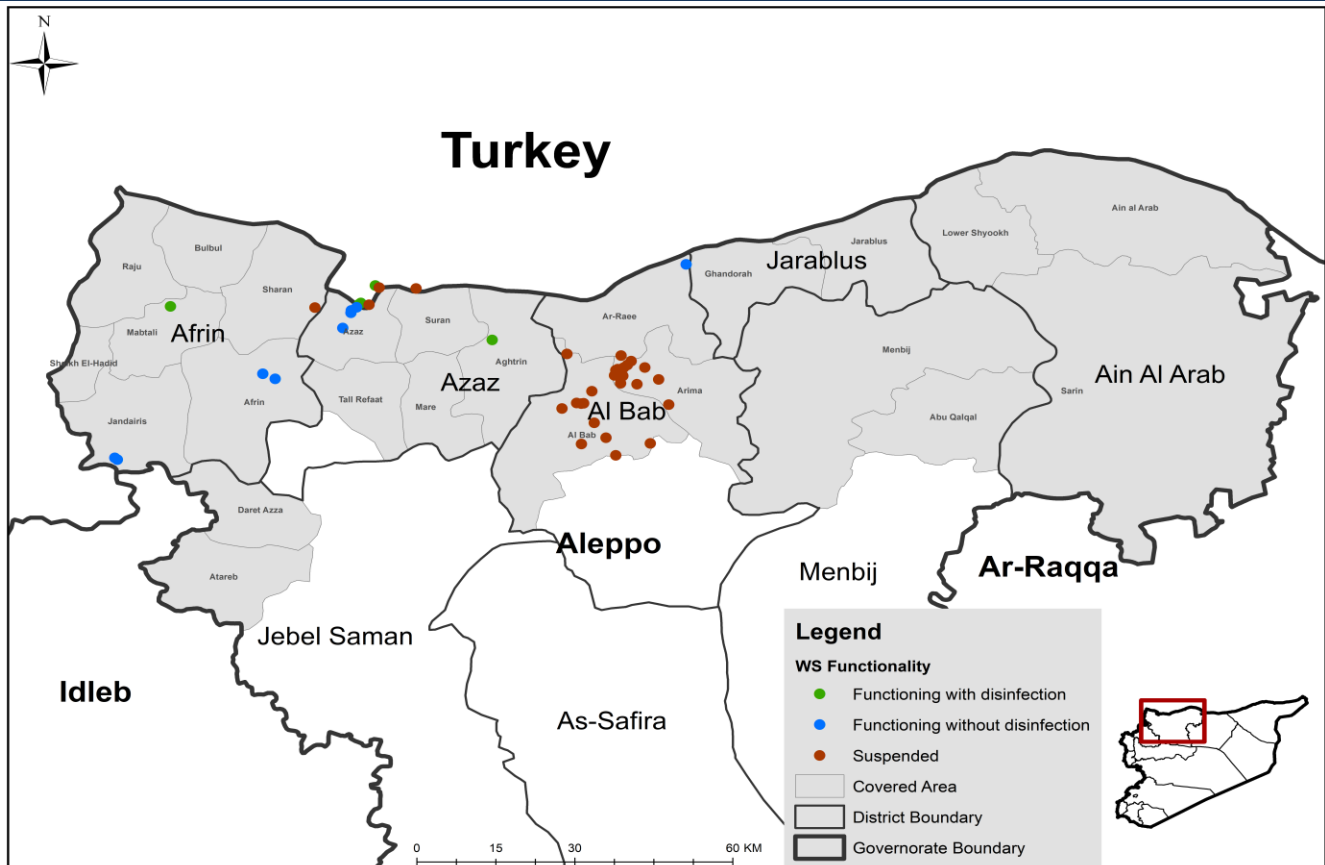 N
Turkey
Ain al Arab
Lower Shyookh
Jarablus
Bulbul
Raju
Ghandorah
Jarablus
Sharan
Ar-Raee
Mabtali
Afrin
Azaz
Suran
Menbij
Sheikh El-Hadid
Aghtrin
Azaz
Arima
Sarin
Ain Al Arab
Afrin
Tall Refaat
Mare
Al Bab
Abu Qalqal
Jandairis
Al Bab
Daret Azza
Aleppo
Menbij
Ar-Raqqa
Atareb
Jebel Saman
Idleb
As-Safira
Legend
WS Functionality
Functioning with disinfection
Functioning without disinfection
Suspended
Covered Area
District Boundary
Governorate Boundary
0 15 30 60 KM